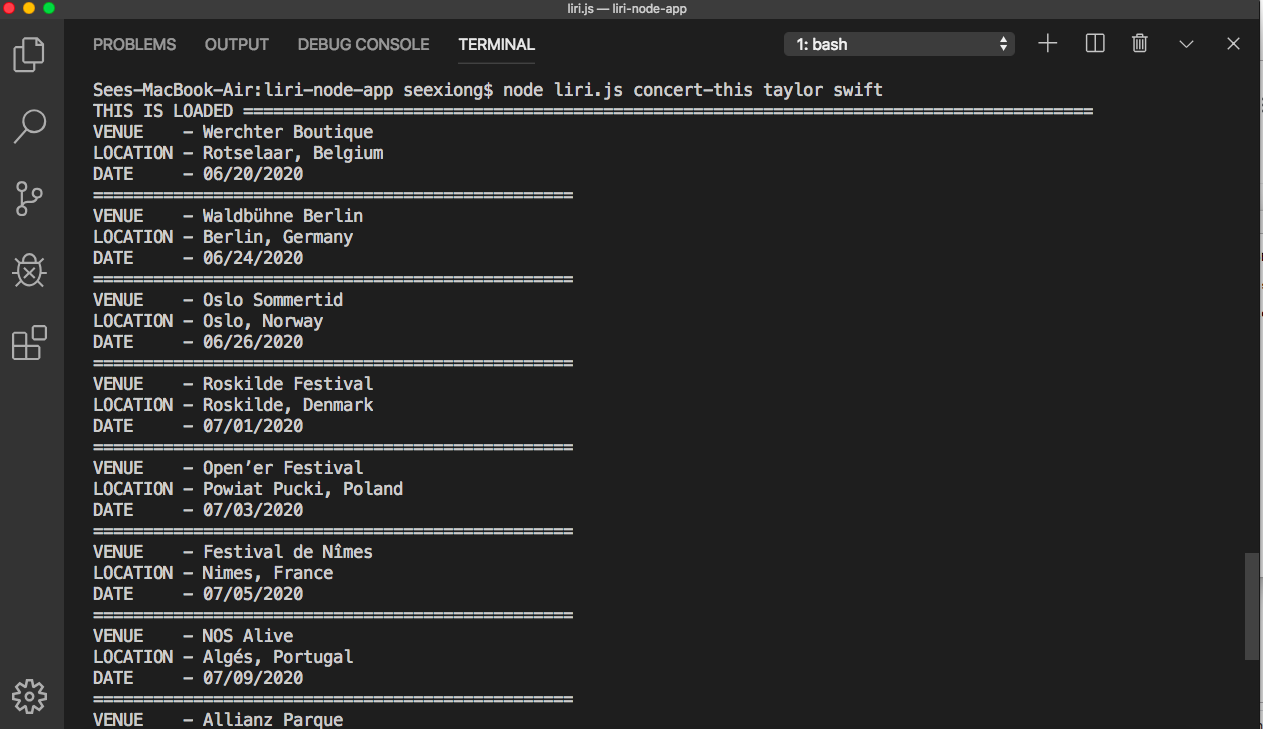 liri.js — liri-node-app
PROBLEMS OUTPUT DEBUG CONSOLE TERMINAL 1: bash
Sees-MacBook-Air:liri-node-app seexiong$ node liri.js concert-this taylor swift
THIS IS LOADED =====================================================================================
VENUE    - Werchter Boutique
LOCATION - Rotselaar, Belgium
DATE     - 06/20/2020
================================================
VENUE    - Waldbühne Berlin
LOCATION - Berlin, Germany
DATE     - 06/24/2020
================================================
VENUE    - Oslo Sommertid
LOCATION - Oslo, Norway
DATE     - 06/26/2020
================================================
VENUE    - Roskilde Festival
LOCATION - Roskilde, Denmark
DATE     - 07/01/2020
================================================
VENUE    - Open’er Festival
LOCATION - Powiat Pucki, Poland
DATE     - 07/03/2020
================================================
VENUE    - Festival de Nîmes
LOCATION - Nimes, France
DATE     - 07/05/2020
================================================
VENUE    - NOS Alive
LOCATION - Algés, Portugal
DATE     - 07/09/2020
================================================
VENUE    - Allianz Parque